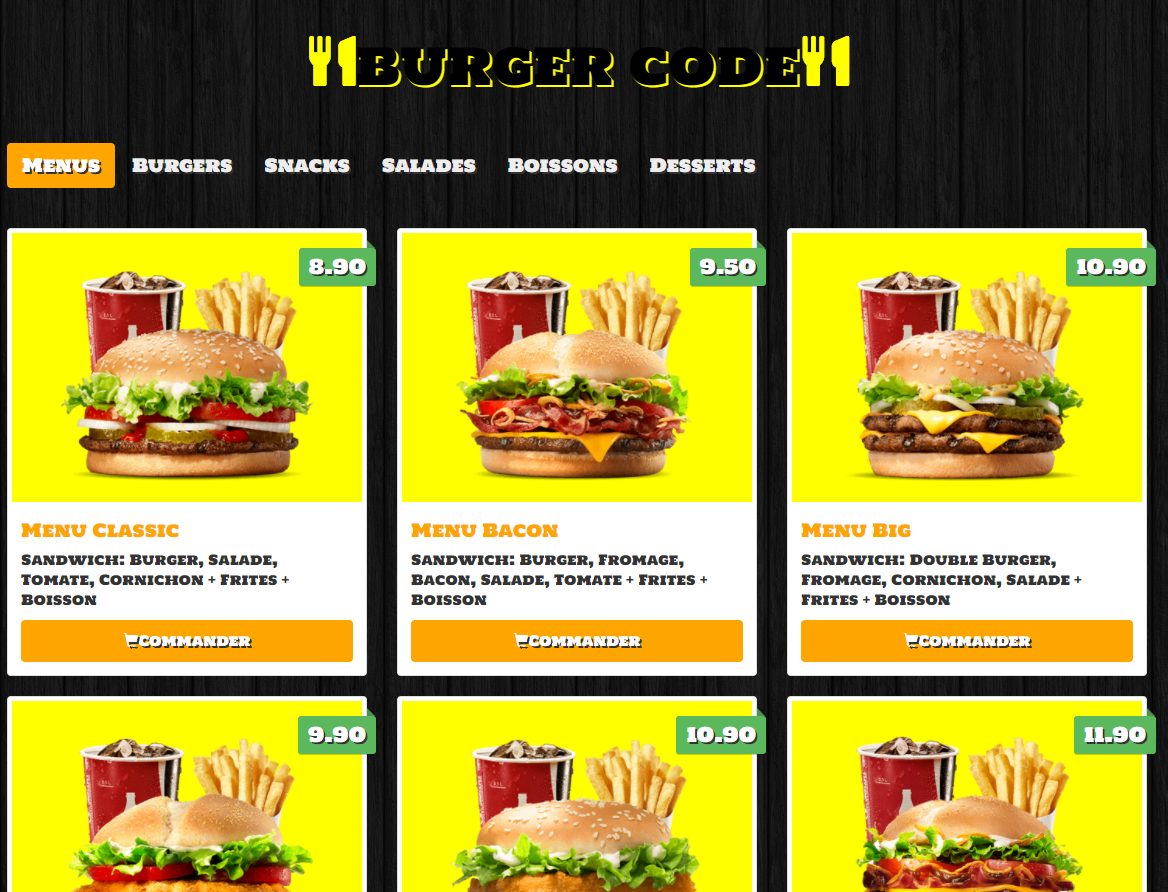 BURGER CODE
Menus Burgers Snacks Salades Boissons Desserts
8.90
9.50
10.90
Menu Classic
Sandwich: Burger, Salade,
Tomate, Cornichon + Frites +
Boisson
Commander
Menu Bacon
Sandwich: Burger, Fromage,
Bacon, Salade, Tomate + Frites +
Boisson
Commander
Menu Big
Sandwich: Double Burger,
Fromage, Cornichon, Salade +
Frites + Boisson
Commander
9.90
10.90
11.90